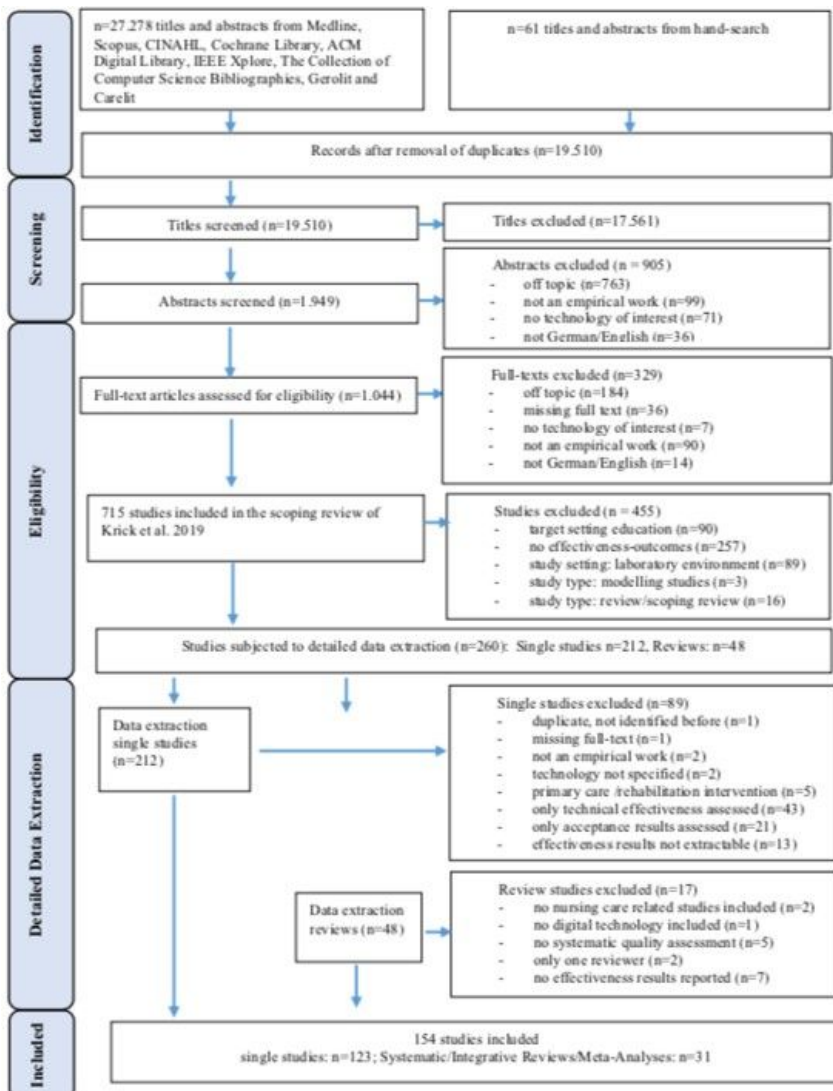 Identification
n=27.278 titles and abstracts from Medline,
Scopus, CINAHL, Cochrane Library, ACM
Digital Library, IEEE Xplore, The Collection of
Computer Science Bibliographies, Gerolit and
Carelit
n=61 titles and abstracts from hand-search
Records after removal of duplicates (n=19.510)
Screening
Titles screened (n=19.510)
Titles excluded (n=17.561)
Abstracts screened (n=1.949)
Abstracts excluded (n = 905)
- off topic (n=763)
- not an empirical work (n=99)
- no technology of interest (n=71)
- not German/English (n=36)
Eligibility
Full-text articles assessed for eligibility (n=1.044)
Full-texts excluded (n=329)
- off topic (n=184)
- missing full text (n=36)
- no technology of interest (n=7)
- not an empirical work (n=90)
- not German/English (n=14)
715 studies included in the scoping review of
Krick et al. 2019
Studies excluded (n = 455)
- target setting education (n=90)
- no effectiveness-outcomes (n=257)
- study setting: laboratory environment (n=89)
- study type: modelling studies (n=3)
- study type: review/scoping review (n=16)
Studies subjected to detailed data extraction (n=260): Single studies n=212, Reviews: n=48
Detailed Data Extraction
Data extraction
single studies
(n=212)
Single studies excluded (n=89)
- duplicate, not identified before (n=1)
- missing full-text (n=1)
- not an empirical work (n=2)
- technology not specified (n=2)
- primary care /rehabilitation intervention (n=5)
- only technical effectiveness assessed (n=43)
- only acceptance results assessed (n=21)
- effectiveness results not extractable (n=13)
Data extraction
reviews (n=48)
Review studies excluded (n=17)
- no nursing care related studies included (n=2)
- no digital technology included (n=1)
- no systematic quality assessment (n=5)
- only one reviewer (n=2)
- no effectiveness results reported (n=7)
Included
154 studies included
single studies: n=123; Systematic/Integrative Reviews/Meta-Analyses: n=31